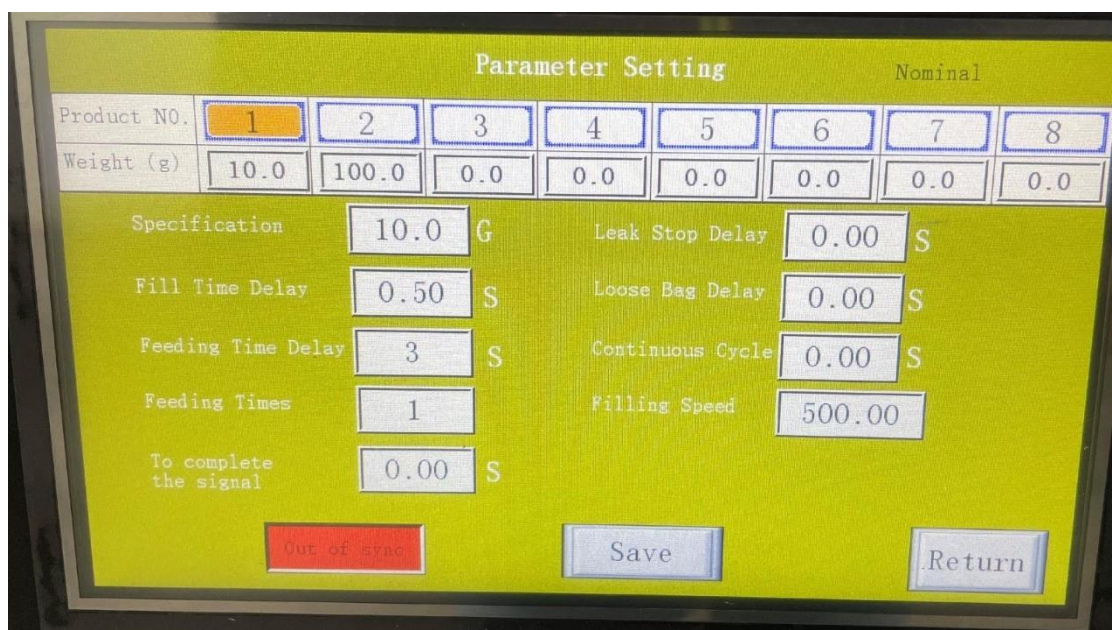 Parameter Setting Nominal
Product NO. 1 2 3 4 5 6 7 8
Weight (g) 10.0 100.0 0.0 0.0 0.0 0.0 0.0 0.0
Specification 10.0 G Leak Stop Delay 0.00 S
Fill Time Delay 0.50 S Loose Bag Delay 0.00 S
Feeding Time Delay 3 S Continuous Cycle 0.00 S
Feeding Times 1 Filling Speed 500.00
To complete
the signal 0.00 S
Out of sync Save .Return